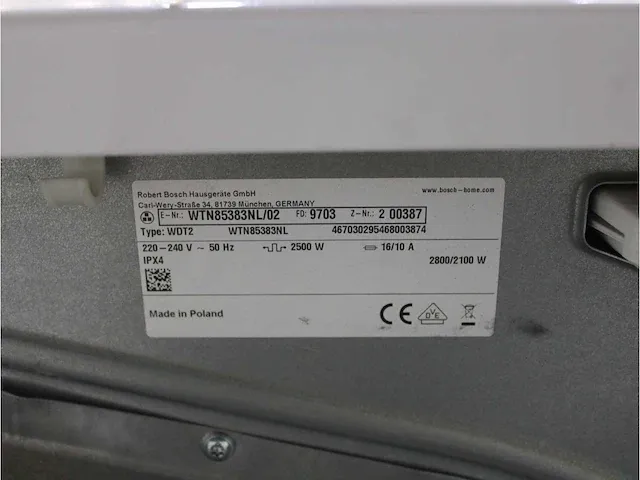 Robert Bosch Hausgeräte GmbH www.bosch-home.com
Carl-Wery-Straße 34, 81739 München, GERMANY
E-Nr.: WTN85383NL/02 FD: 9703 Z-Nr.: 2 00387
Type: WDT2 WTN85383NL 467030295468003874
220-240 V ~ 50 Hz 2500 W 16/10 A
IPX4 2800/2100 W
Made in Poland CE DVE